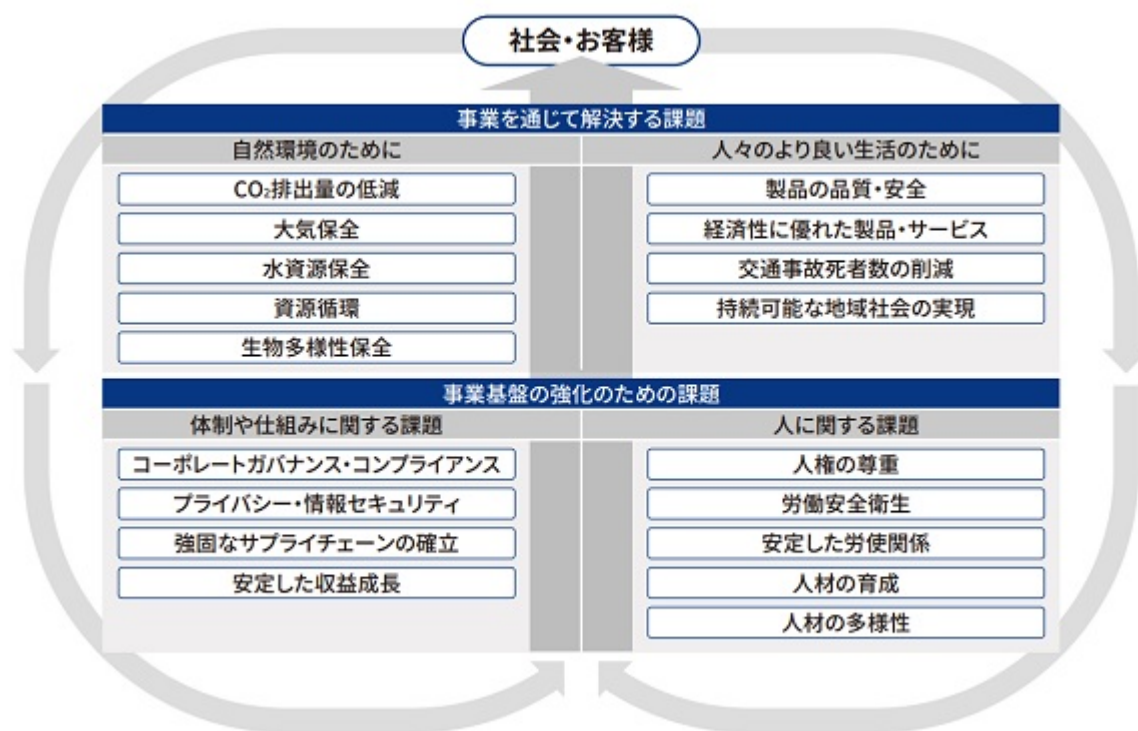 社会・お客様
事業を通じて解決する課題
自然環境のために
CO₂排出量の低減
大気保全
水資源保全
資源循環
生物多様性保全
人々のより良い生活のために
製品の品質・安全
経済性に優れた製品・サービス
交通事故死者数の削減
持続可能な地域社会の実現
事業基盤の強化のための課題
体制や仕組みに関する課題
コーポレートガバナンス・コンプライアンス
プライバシー・情報セキュリティ
強固なサプライチェーンの確立
安定した収益成長
人に関する課題
人権の尊重
労働安全衛生
安定した労使関係
人材の育成
人材の多様性